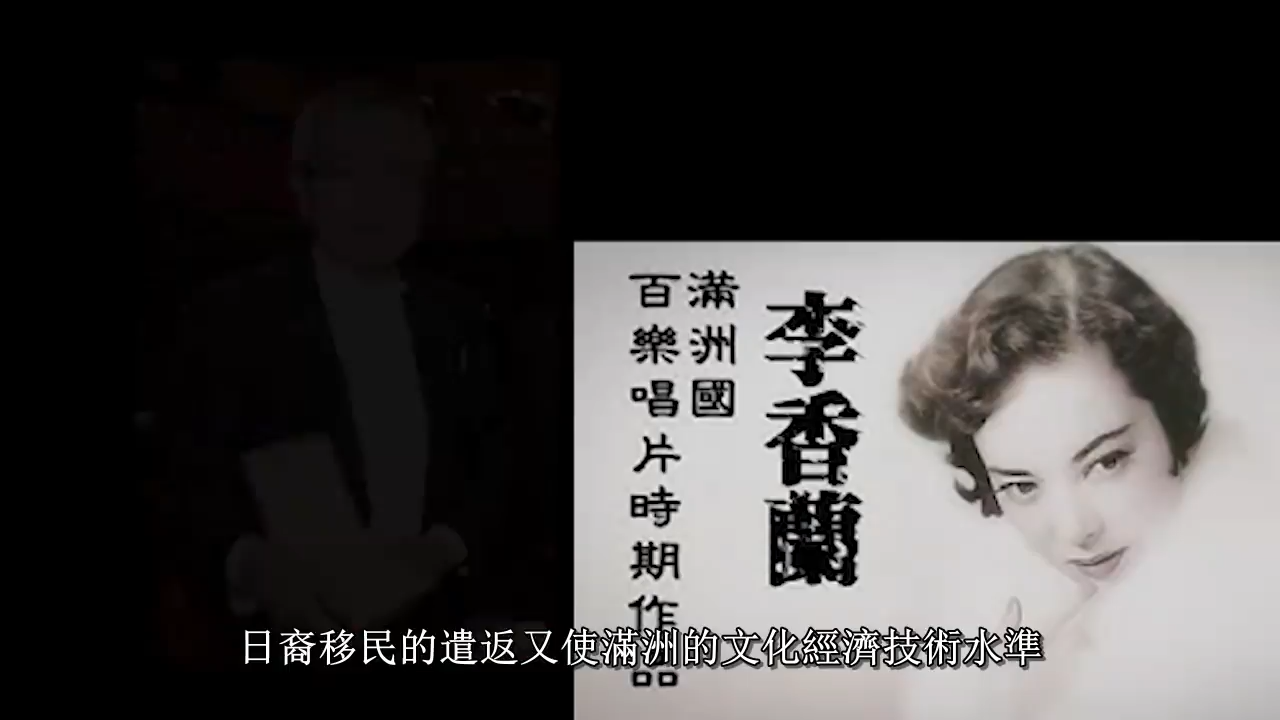 李香蘭
滿洲國
百樂唱片時期作品
日裔移民的遣返又使滿洲的文化經濟技術水準